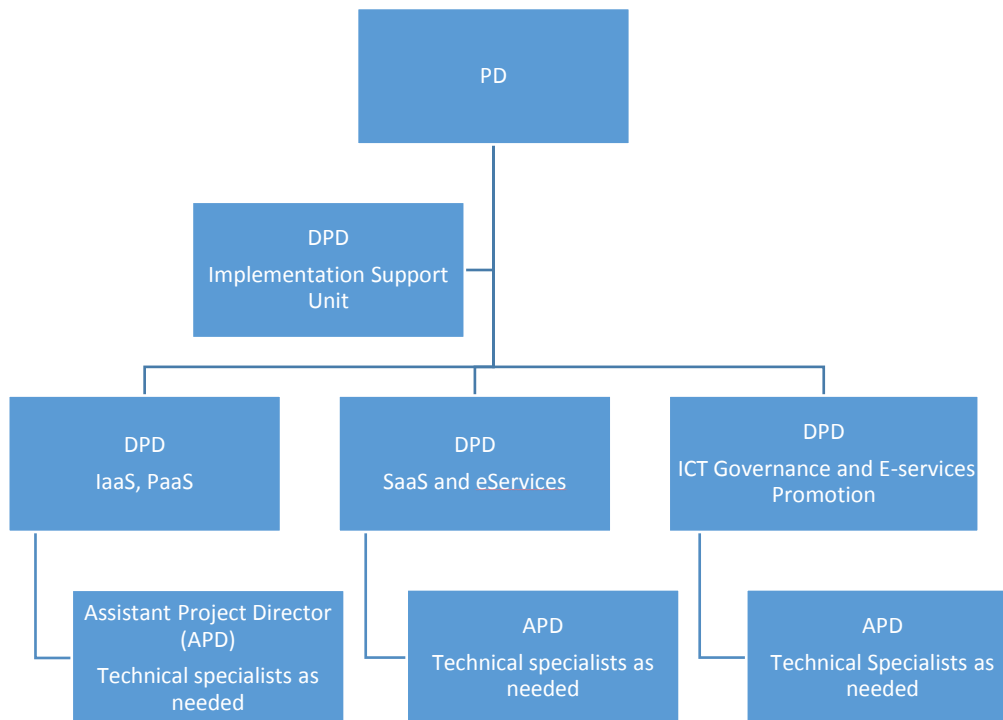 PD
DPD
Implementation Support
Unit
DPD
IaaS, PaaS
DPD
SaaS and eServices
DPD
ICT Governance and E-services
Promotion
Assistant Project Director
(APD)
Technical specialists as
needed
APD
Technical specialists as
needed
APD
Technical Specialists as
needed